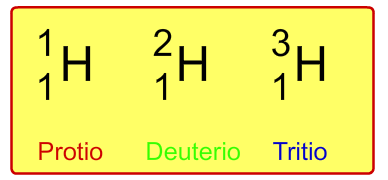 ¹₁H ²₁H ³₁H
Protio Deuterio Tritio